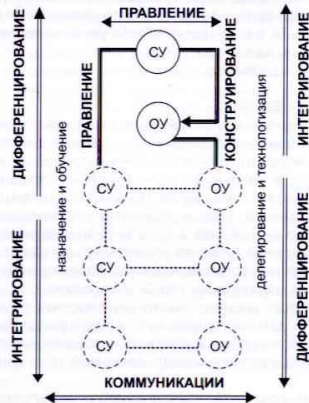 ПРАВЛЕНИЕ
ДИФФЕРЕНЦИРОВАНИЕ
ИНТЕГРИРОВАНИЕ
назначение и обучение
ПРАВЛЕНИЕ
СУ
ОУ
КОНСТРУИРОВАНИЕ
делегирование и технологизация
ИНТЕГРИРОВАНИЕ
ДИФФЕРЕНЦИРОВАНИЕ
СУ
ОУ
СУ
ОУ
СУ
ОУ
КОММУНИКАЦИИ